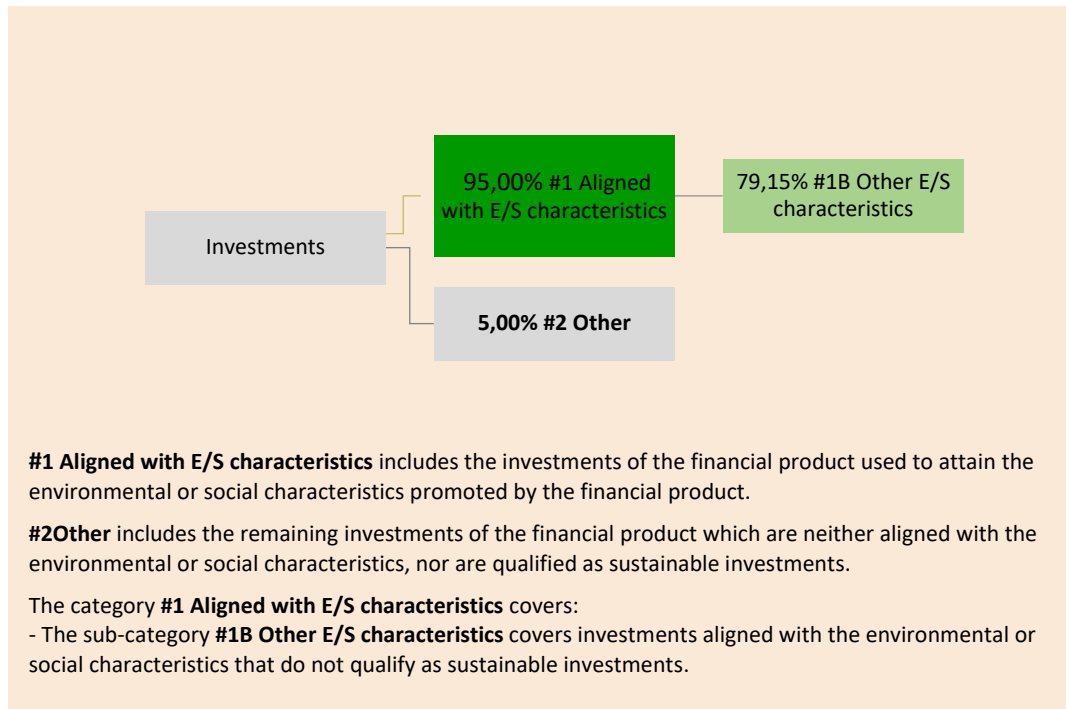 95,00% #1 Aligned
with E/S characteristics
79,15% #1B Other E/S
characteristics
Investments
5,00% #2 Other
#1 Aligned with E/S characteristics includes the investments of the financial product used to attain the
environmental or social characteristics promoted by the financial product.
#2Other includes the remaining investments of the financial product which are neither aligned with the
environmental or social characteristics, nor are qualified as sustainable investments.
The category #1 Aligned with E/S characteristics covers:
- The sub-category #1B Other E/S characteristics covers investments aligned with the environmental or
social characteristics that do not qualify as sustainable investments.